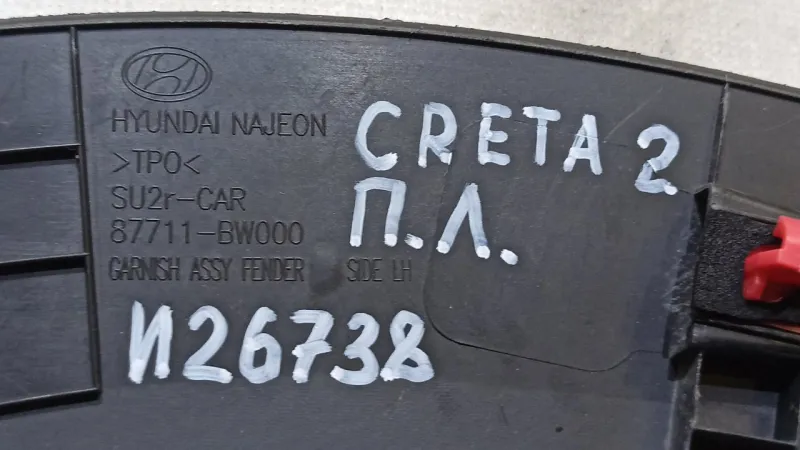 HYUNDAI NAJEON
>TPO<
SU2r-CAR
87711-BW000
GARNISH ASSY FENDER SIDE LH
CRETA 2
П.Л.
И26738